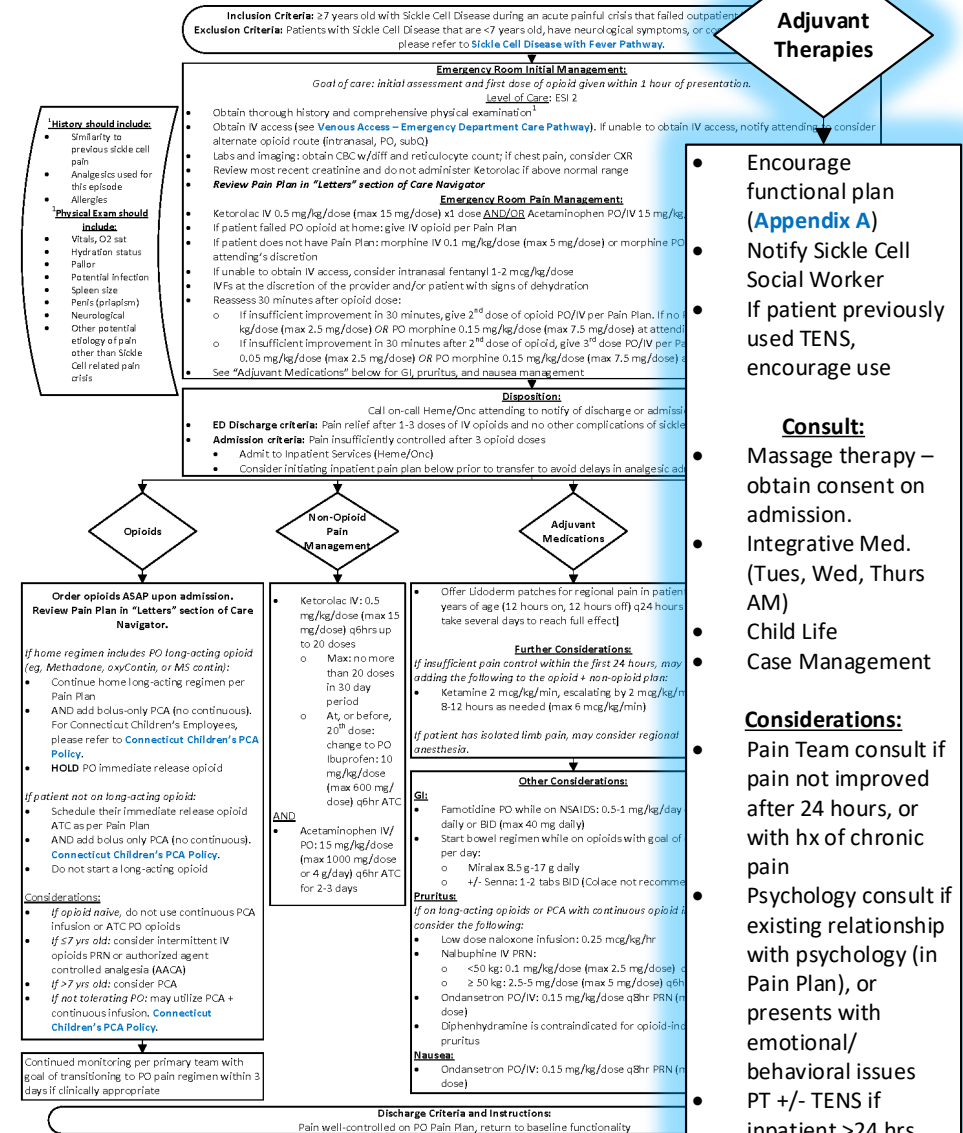 Inclusion Criteria: ≥7 years old with Sickle Cell Disease during an acute painful crisis that failed outpatient
Exclusion Criteria: Patients with Sickle Cell Disease that are <7 years old, have neurological symptoms, or
please refer to Sickle Cell Disease with Fever Pathway.
Emergency Room Initial Management:
Goal of care: initial assessment and first dose of opioid given within 1 hour of presentation.
Level of Care: ESI 2
• Obtain thorough history and comprehensive physical examination1
• Obtain IV access (see Venous Access – Emergency Department Care Pathway). If unable to obtain IV access, notify attending to consider
alternate opioid route (intranasal, PO, subQ)
• Labs and imaging: obtain CBC w/diff and reticulocyte count; if chest pain, consider CXR
• Review most recent creatinine and do not administer Ketorolac if above normal range
• Review Pain Plan in “Letters” section of Care Navigator
Emergency Room Pain Management:
• Ketorolac IV 0.5 mg/kg/dose (max 15 mg/dose) x1 dose AND/OR Acetaminophen PO/IV 15 mg/kg
• If patient failed PO opioid at home: give IV opioid per Pain Plan
• If patient does not have Pain Plan: morphine IV 0.1 mg/kg/dose (max 5 mg/dose) or morphine PO
attending’s discretion
• If unable to obtain IV access, consider intranasal fentanyl 1-2 mcg/kg/dose
• IVFs at the discretion of the provider and/or patient with signs of dehydration
• Reassess 30 minutes after opioid dose:
o If insufficient improvement in 30 minutes, give 2nd dose of opioid PO/IV per Pain Plan. If no
kg/dose (max 2.5 mg/dose) OR PO morphine 0.15 mg/kg/dose (max 7.5 mg/dose) at
o If insufficient improvement in 30 minutes after 2nd dose of opioid, give 3rd dose PO/IV per
0.05 mg/kg/dose (max 2.5 mg/dose) OR PO morphine 0.15 mg/kg/dose (max 7.5 mg/dose)
• See “Adjuvant Medications” below for GI, pruritus, and nausea management
1History should include:
• Similarity to
previous sickle cell
pain
• Analgesics used for
this episode
• Allergies
1Physical Exam should
include:
• Vitals, O2 sat
• Hydration status
• Pallor
• Potential infection
• Spleen size
• Penis (priapism)
• Neurological
• Other potential
etiology of pain
other than Sickle
Cell related pain
crisis
Disposition:
Call on-call Heme/Onc attending to notify of discharge or
• ED Discharge criteria: Pain relief after 1-3 doses of IV opioids and no other complications of sickle
• Admission criteria: Pain insufficiently controlled after 3 opioid doses
• Admit to Inpatient Services (Heme/Onc)
• Consider initiating inpatient pain plan below prior to transfer to avoid delays in analgesic
Opioids
Order opioids ASAP upon admission.
Review Pain Plan in “Letters” section of Care
Navigator.
If home regimen includes PO long-acting opioid
(eg, Methadone, oxyContin, or MS contin):
• Continue home long-acting regimen per
Pain Plan
• AND add bolus-only PCA (no continuous).
For Connecticut Children’s Employees,
please refer to Connecticut Children’s PCA
Policy.
• HOLD PO immediate release opioid
If patient not on long-acting opioid:
• Schedule their immediate release opioid
ATC as per Pain Plan
• AND add bolus only PCA (no continuous).
Connecticut Children’s PCA Policy.
• Do not start a long-acting opioid
Considerations:
• If opioid naive, do not use continuous PCA
infusion or ATC PO opioids
• If ≤7 yrs old: consider intermittent IV
opioids PRN or authorized agent
controlled analgesia (AACA)
• If >7 yrs old: consider PCA
• If not tolerating PO: may utilize PCA +
continuous infusion. Connecticut
Children’s PCA Policy.
Continued monitoring per primary team with
goal of transitioning to PO pain regimen within 3
days if clinically appropriate
Non-Opioid
Pain
Management
• Ketorolac IV: 0.5
mg/kg/dose (max 15
mg/dose) q6hrs up
to 20 doses
o Max: no more
than 20 doses
in 30 day
period
o At, or before,
20th dose:
change to PO
Ibuprofen: 10
mg/kg/dose
(max 600 mg/
dose) q6hr ATC
AND
• Acetaminophen IV/
PO: 15 mg/kg/dose
(max 1000 mg/dose
or 4 g/day) q6hr ATC
for 2-3 days
Adjuvant
Medications
• Offer Lidoderm patches for regional pain in
years of age (12 hours on, 12 hours off) q24 hours
take several days to reach full effect]
Further Considerations:
If insufficient pain control within the first 24 hours, may
adding the following to the opioid + non-opioid plan:
• Ketamine 2 mcg/kg/min, escalating by 2 mcg/kg/
8-12 hours as needed (max 6 mcg/kg/min)
If patient has isolated limb pain, may consider regional
anesthesia.
Other Considerations:
GI:
• Famotidine PO while on NSAIDS: 0.5-1 mg/kg/day
daily or BID (max 40 mg daily)
• Start bowel regimen while on opioids with goal of
per day:
o Miralax 8.5 g-17 g daily
o +/- Senna: 1-2 tabs BID (Colace not
Pruritus:
If on long-acting opioids or PCA with continuous opioid
consider the following:
• Low dose naloxone infusion: 0.25 mcg/kg/hr
• Nalbuphine IV PRN:
o <50 kg: 0.1 mg/kg/dose (max 2.5 mg/dose)
o ≥ 50 kg: 2.5-5 mg/dose (max 5 mg/dose) q6h
• Ondansetron PO/IV: 0.15 mg/kg/dose q8hr PRN
dose)
• Diphenhydramine is contraindicated for
pruritus
Nausea:
• Ondansetron PO/IV: 0.15 mg/kg/dose q8hr PRN
dose)
Adjuvant
Therapies
• Encourage
functional plan
(Appendix A)
• Notify Sickle Cell
Social Worker
• If patient previously
used TENS,
encourage use
Consult:
• Massage therapy –
obtain consent on
admission.
• Integrative Med.
(Tues, Wed, Thurs
AM)
• Child Life
• Case Management
Considerations:
• Pain Team consult if
pain not improved
after 24 hours, or
with hx of chronic
pain
• Psychology consult if
existing relationship
with psychology (in
Pain Plan), or
presents with
emotional/
behavioral issues
• PT +/- TENS if
inpatient >24 hrs
Discharge Criteria and Instructions:
Pain well-controlled on PO Pain Plan, return to baseline functionality